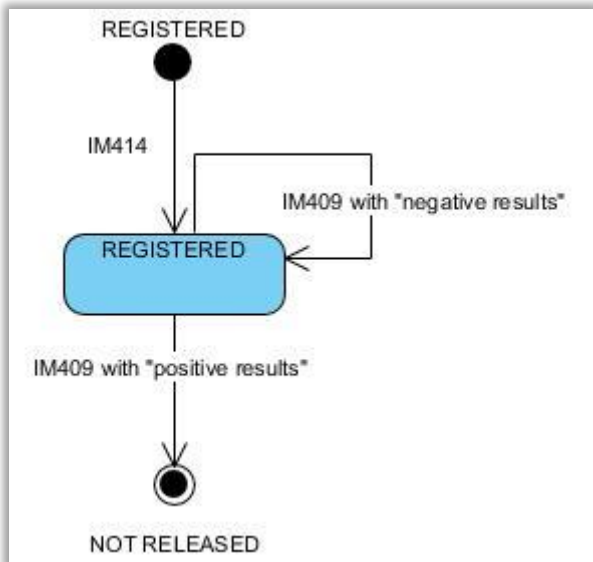 REGISTERED
IM414
IM409 with "negative results"
REGISTERED
IM409 with "positive results"
NOT RELEASED